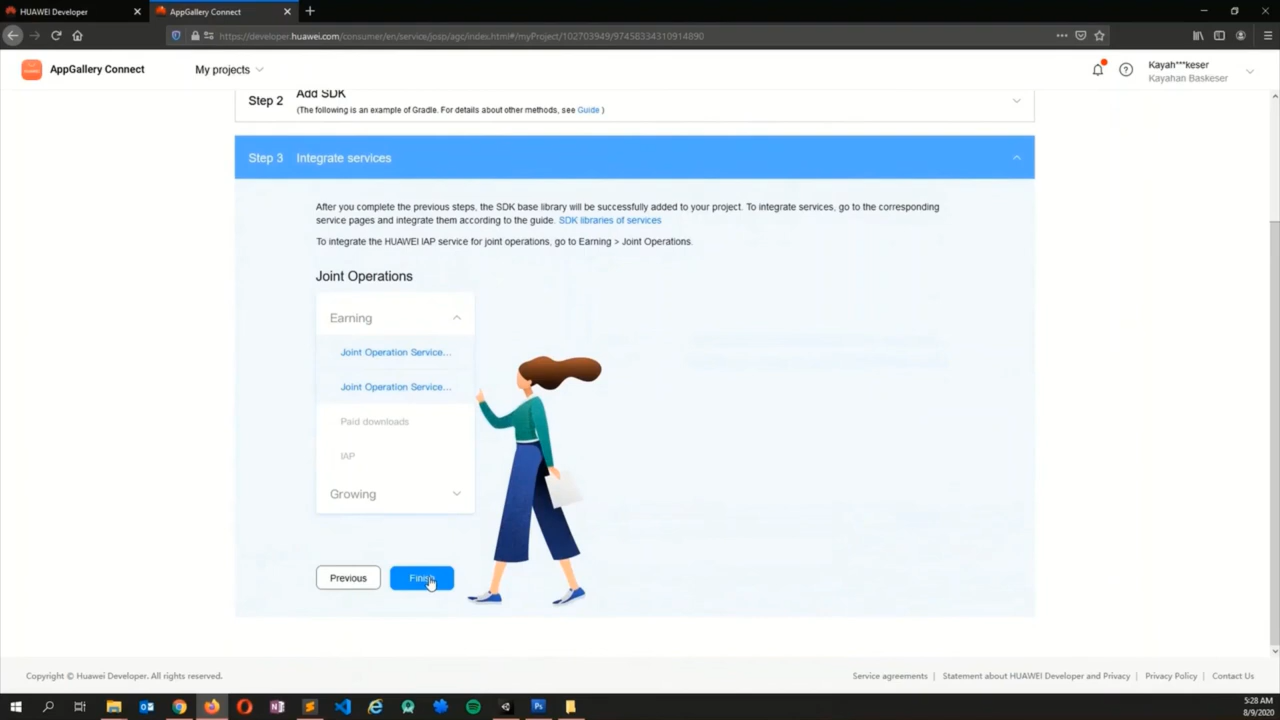 HUAWEI Developer
AppGallery Connect
https://developer.huawei.com/consumer/en/service/josp/agc/index.html#/myProject/102703949/97458334310914890
HUAWEI
AppGallery Connect
My projects
Kayah***keser
Kayahan Baskeser
Step 2
Add SDK
(The following is an example of Gradle. For details about other methods, see Guide )
Step 3
Integrate services
After you complete the previous steps, the SDK base library will be successfully added to your project. To integrate services, go to the corresponding
service pages and integrate them according to the guide. SDK libraries of services
To integrate the HUAWEI IAP service for joint operations, go to Earning > Joint Operations.
Joint Operations
Earning
Joint Operation Service...
Joint Operation Service...
Paid downloads
IAP
Growing
Previous
Finish
Copyright © Huawei Developer. All rights reserved.
Service agreements | Statement about HUAWEI Developer and Privacy | Privacy Policy | Contact Us
5:28 AM
8/9/2020